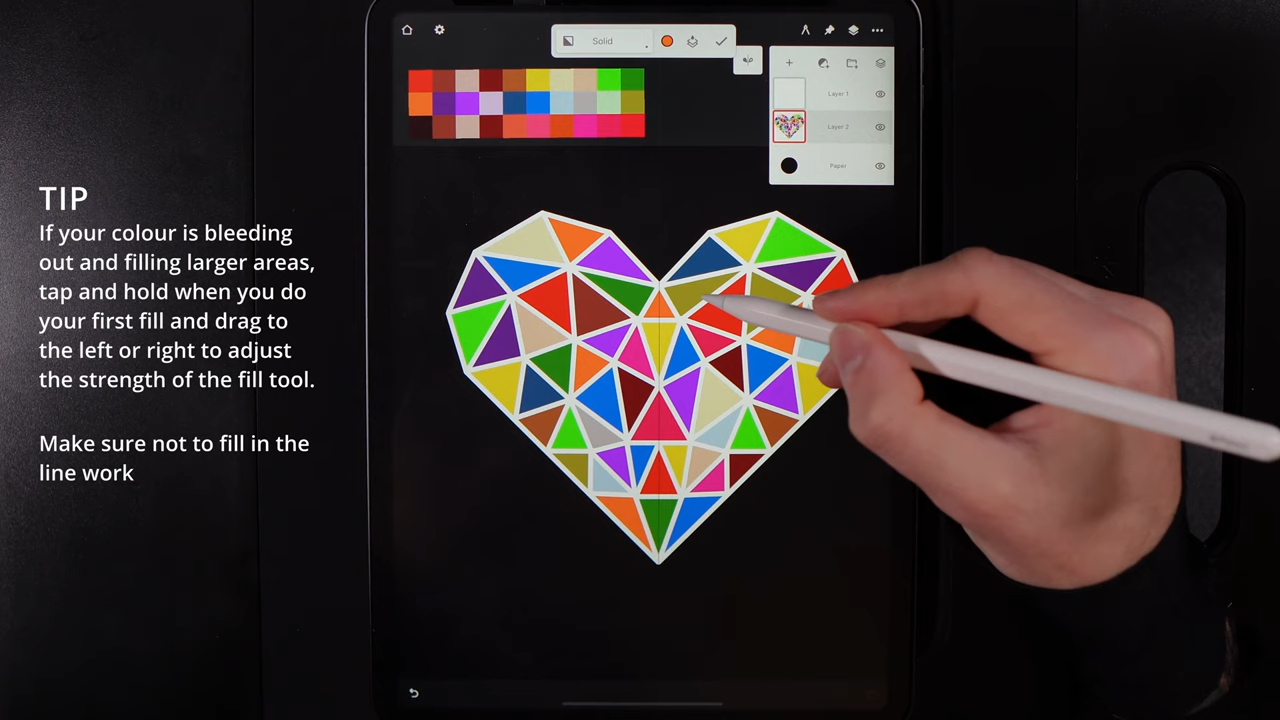 Solid
Layer 1
Layer 2
Paper
TIP
If your colour is bleeding
out and filling larger areas,
tap and hold when you do
your first fill and drag to
the left or right to adjust
the strength of the fill tool.
Make sure not to fill in the
line work